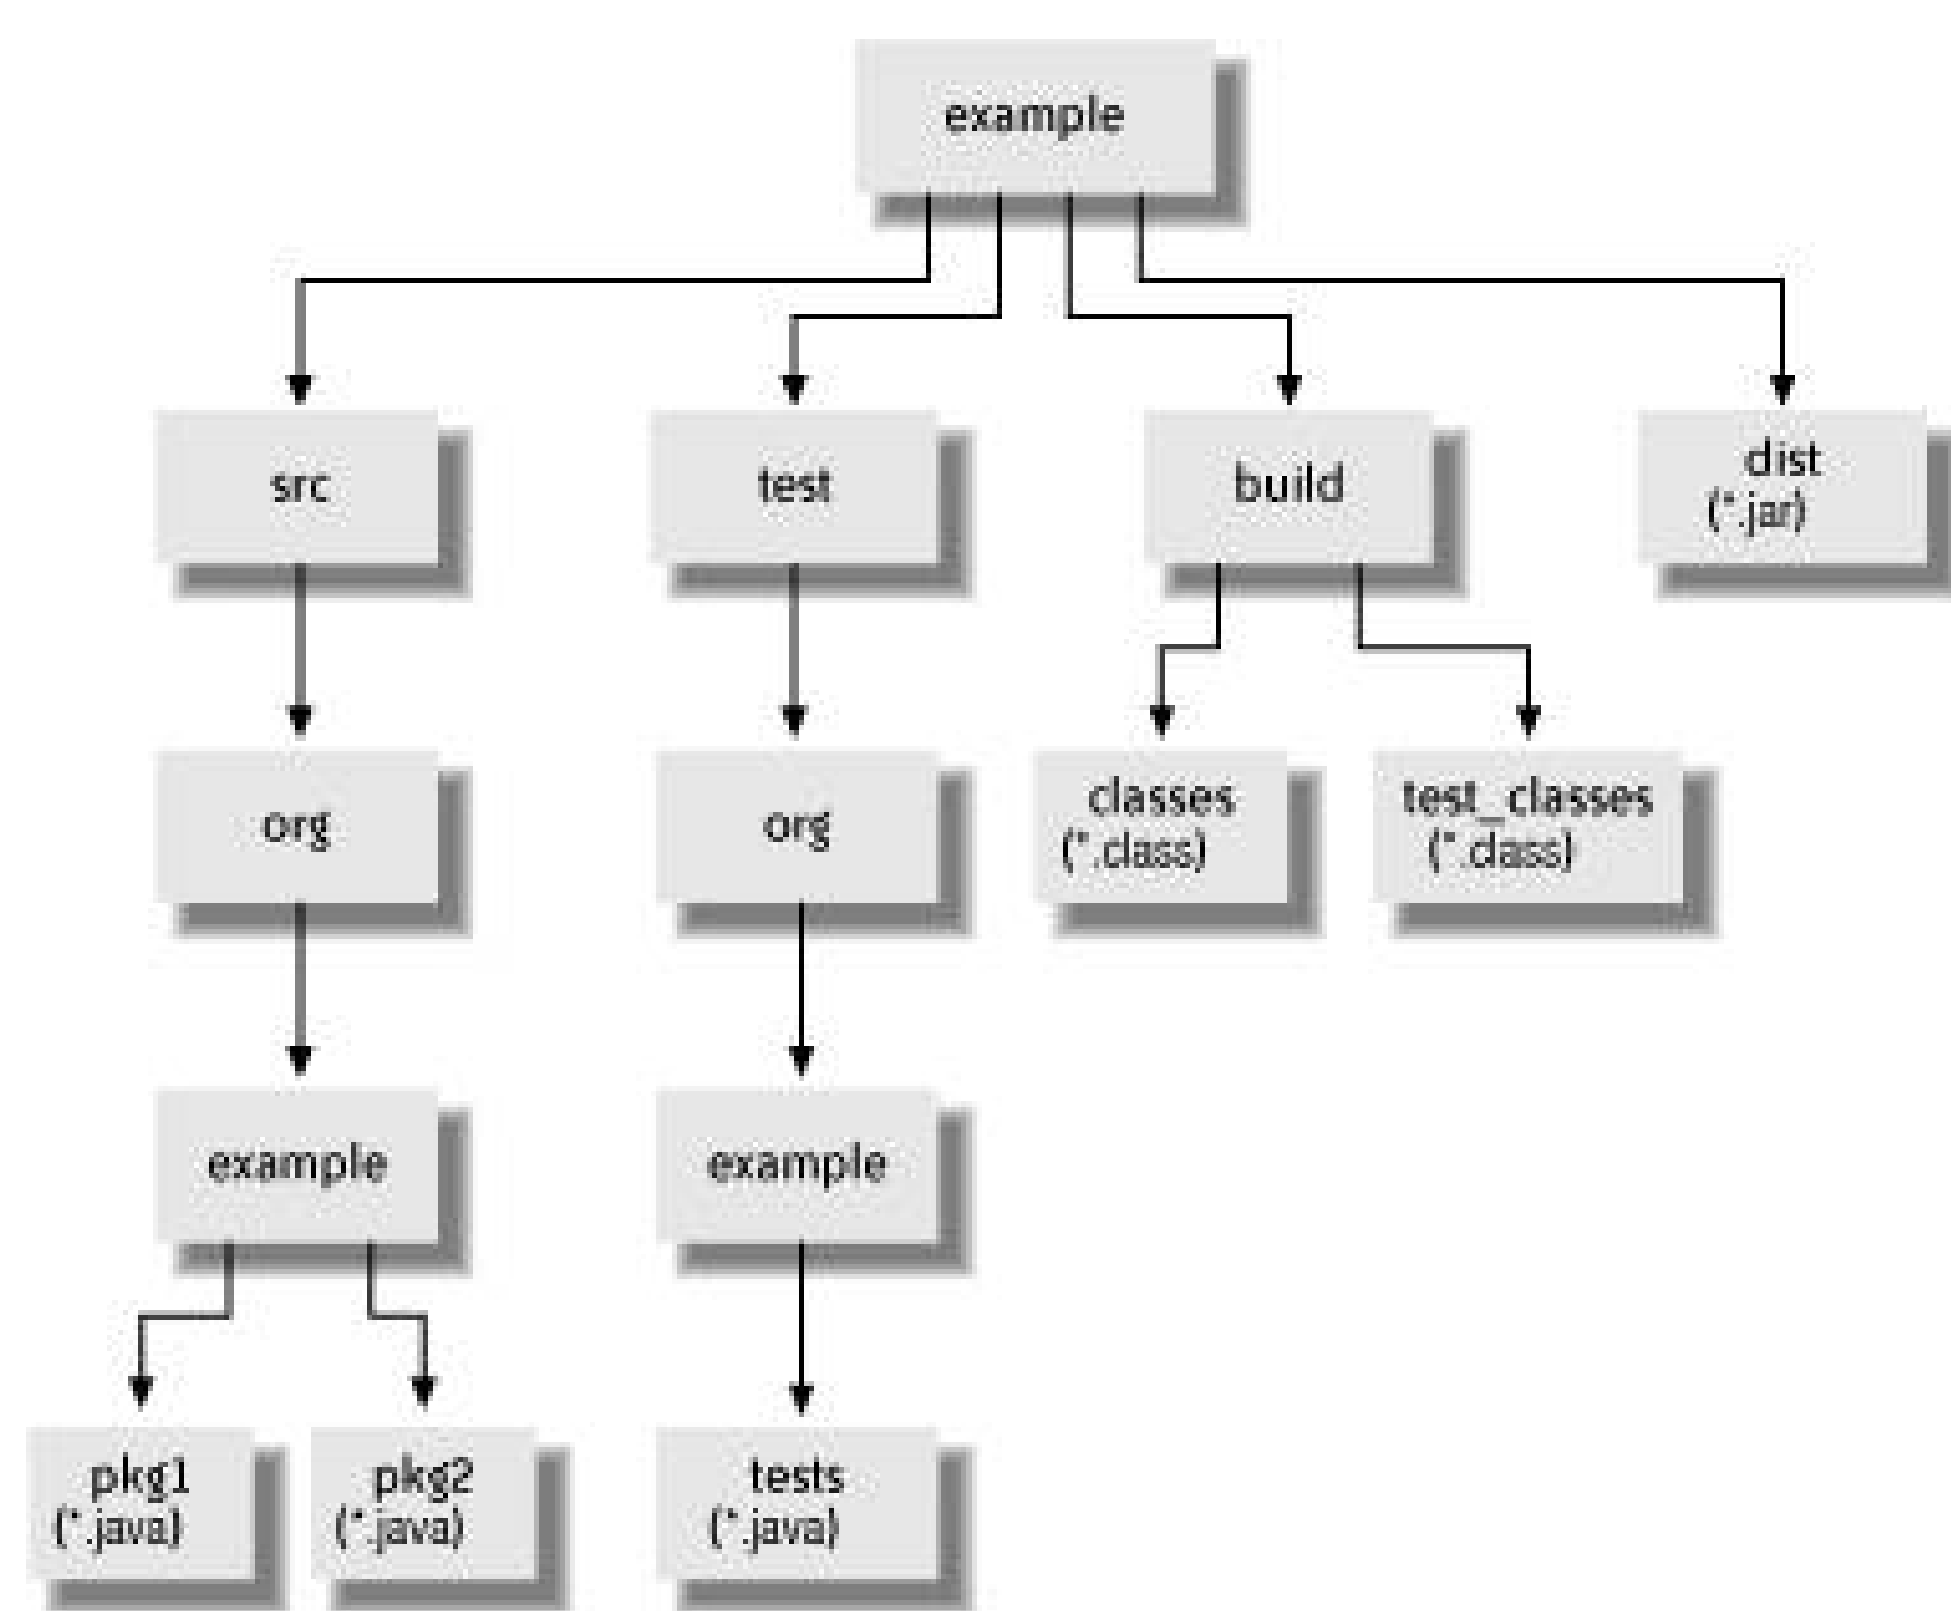 example
src
test
build
dist
(*.jar)
org
org
classes
(*.class)
test_classes
(*.class)
example
example
pkg1
(*.java)
pkg2
(*.java)
tests
(*.java)